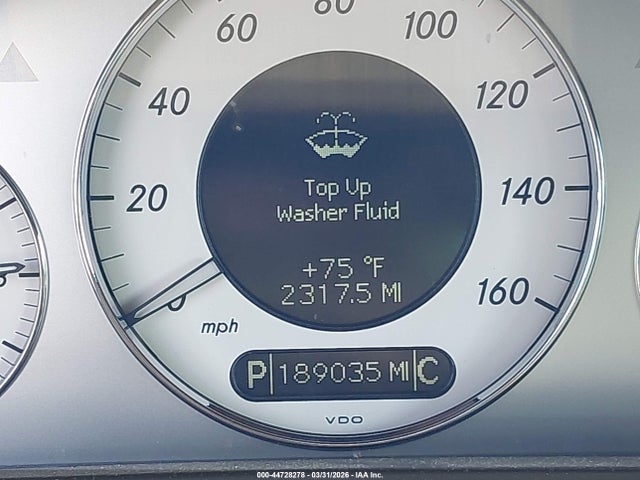 80
60
100
40
120
20
140
0
160
mph
Top Up
Washer Fluid
+75 °F
2317.5 MI
P 189035 MI C
VDO
000-44728278 - 03/31/2026 - IAA Inc.